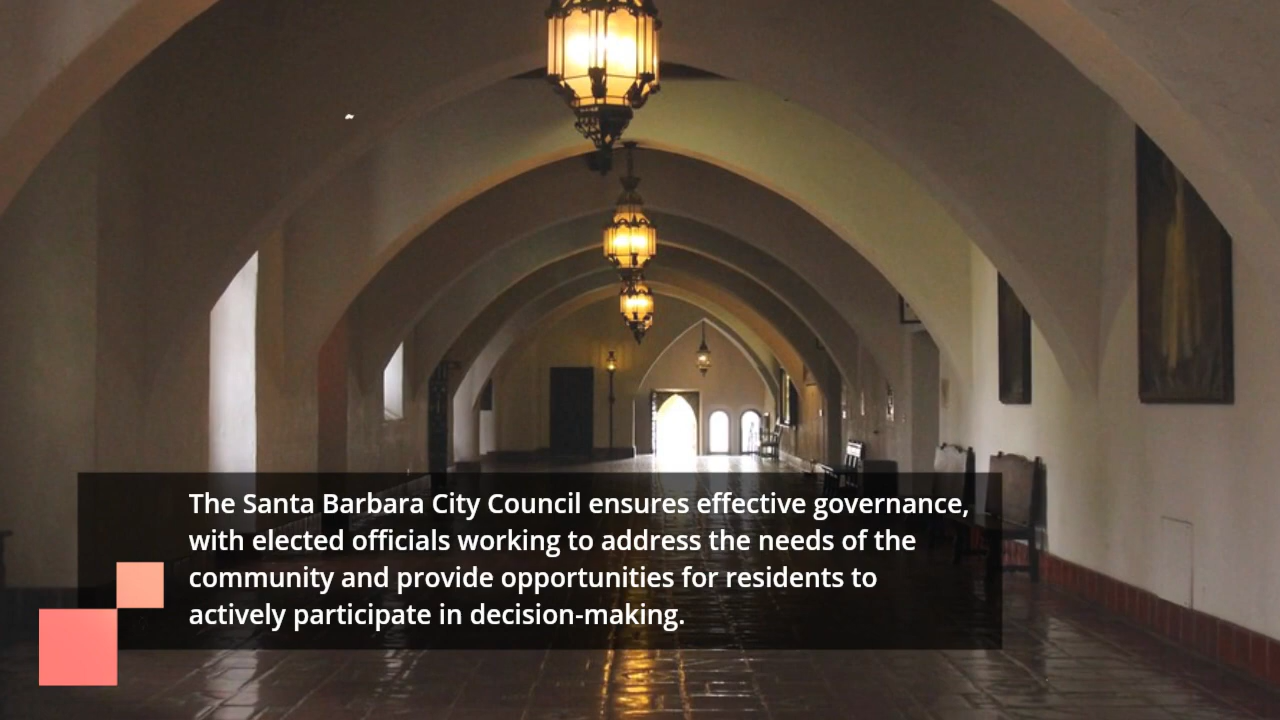 The Santa Barbara City Council ensures effective governance,
with elected officials working to address the needs of the
community and provide opportunities for residents to
actively participate in decision-making.